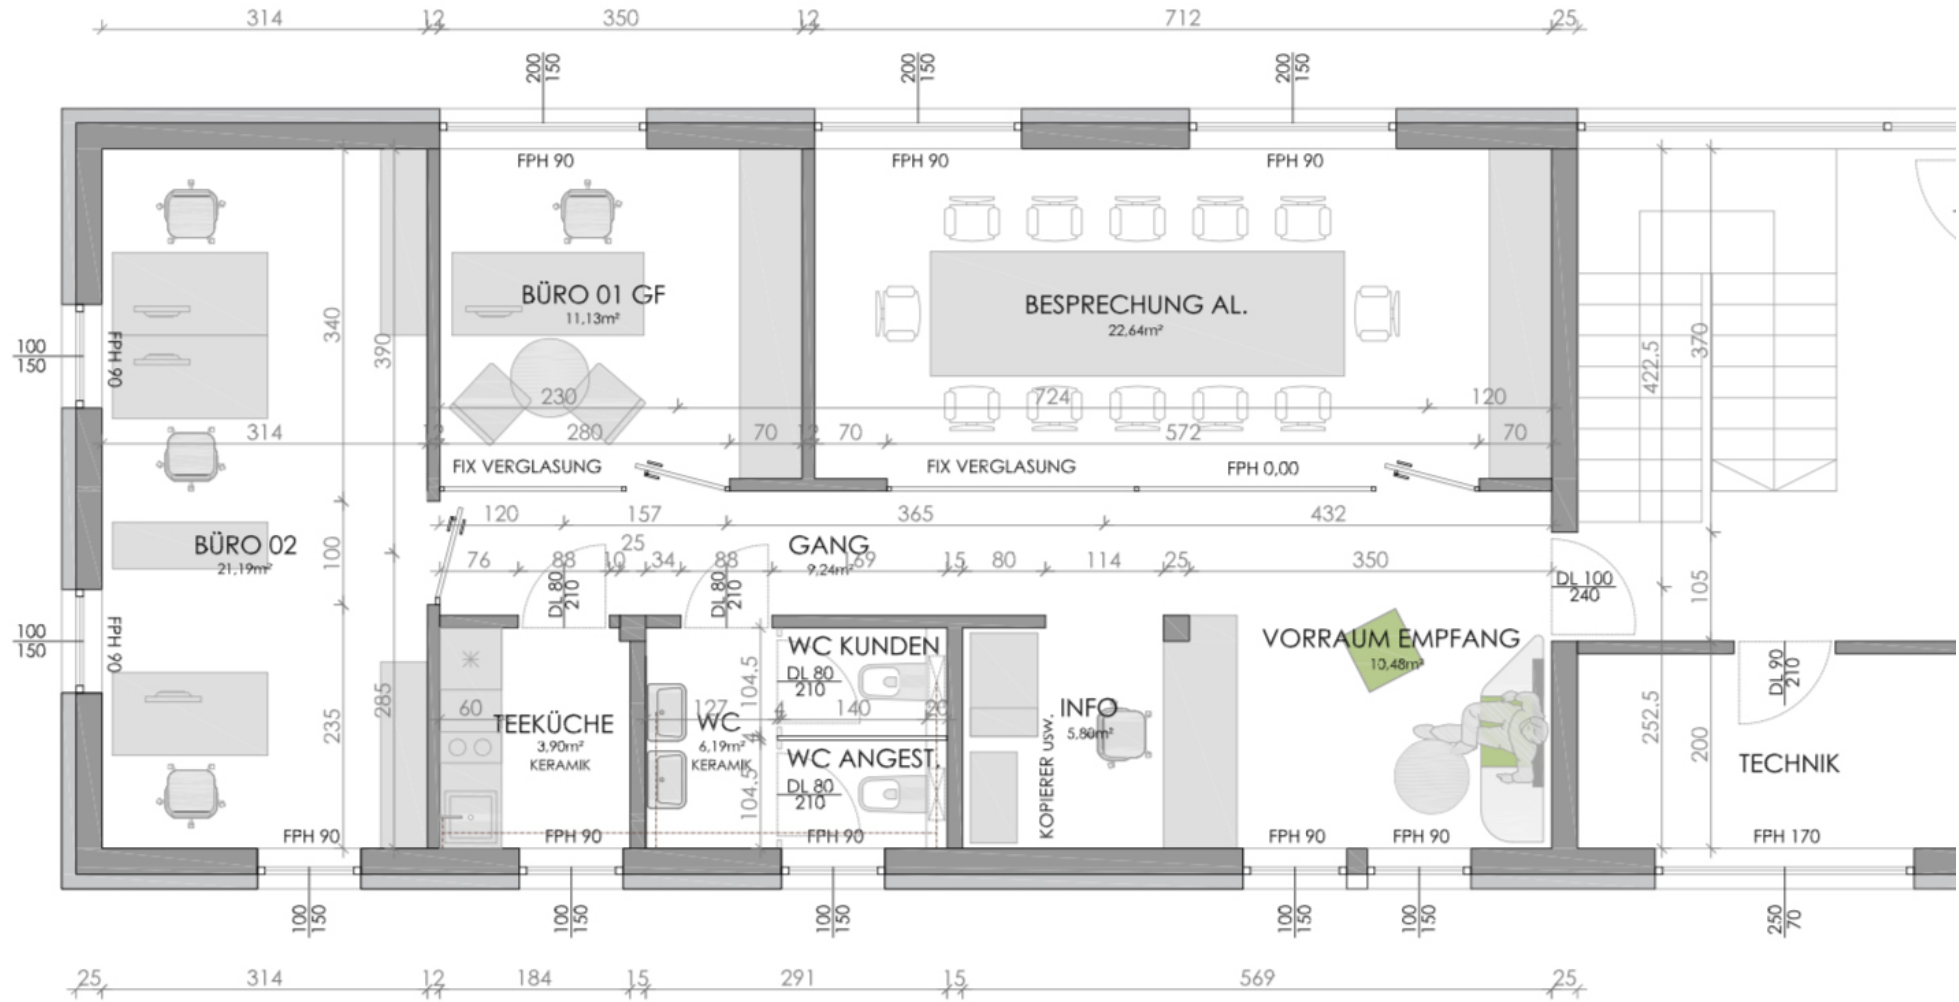 314 12 350 12 712 25
200 150 200 150 200 150
FPH 90 FPH 90 FPH 90
BÜRO 01 GF
11,13m²
BESPRECHUNG AL.
22,64m²
100
150
FPH 90
340
390
422,5
370
230 724 120
314 12 280 70 12 70 572 70
FIX VERGLASUNG FIX VERGLASUNG FPH 0,00
120 157 365 432
BÜRO 02
21,19m²
100
25
GANG
9,24m²
76 88 10 34 88 169 15 80 114 25 350
DL 80
210
DL 80
210
DL 100
240
105
100
150
FPH 90
WC KUNDEN
DL 80
210
VORRAUM EMPFANG
10,48m²
DL 90
210
104,5
285
235
60
TEEKÜCHE
3,90m²
KERAMIK
127 4 140 20
WC
6,19m²
KERAMIK
4
WC ANGEST.
DL 80
210
104,5
KOPIERER USW.
INFO
5,80m²
252,5
200
TECHNIK
FPH 90 FPH 90 FPH 90 FPH 90 FPH 90 FPH 170
100 150 100 150 100 150 100 150 100 150 250 70
25 314 12 184 15 291 15 569 25